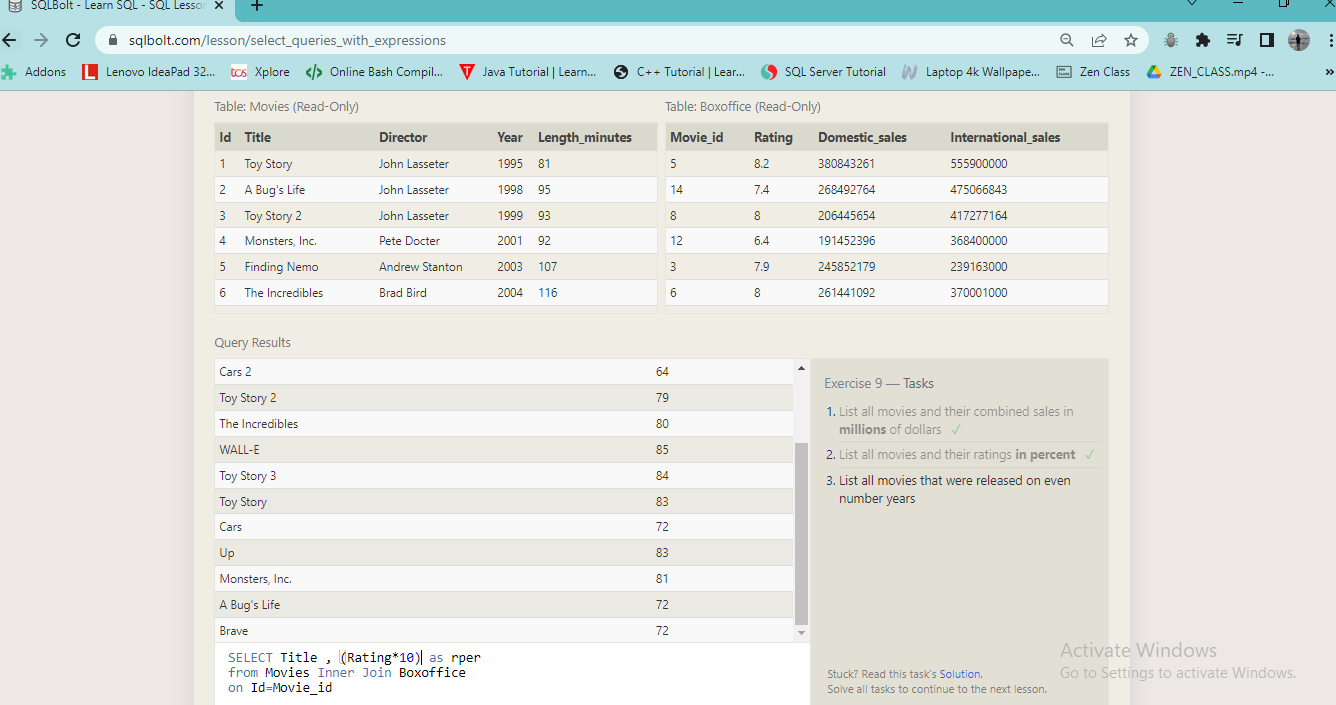 SQLBolt - Learn SQL - SQL Lesson
sqlbolt.com/lesson/select_queries_with_expressions
Addons Lenovo IdeaPad 32... tcs Xplore Online Bash Compil... Java Tutorial | Learn... C++ Tutorial | Lear... SQL Server Tutorial Laptop 4k Wallpape... Zen Class ZEN_CLASS.mp4 -... »
Table: Movies (Read-Only) Table: Boxoffice (Read-Only)
Id Title Director Year Length_minutes Movie_id Rating Domestic_sales International_sales
1 Toy Story John Lasseter 1995 81 5 8.2 380843261 555900000
2 A Bug's Life John Lasseter 1998 95 14 7.4 268492764 475066843
3 Toy Story 2 John Lasseter 1999 93 8 8 206445654 417277164
4 Monsters, Inc. Pete Docter 2001 92 12 6.4 191452396 368400000
5 Finding Nemo Andrew Stanton 2003 107 3 7.9 245852179 239163000
6 The Incredibles Brad Bird 2004 116 6 8 261441092 370001000
Query Results
Cars 2 64
Toy Story 2 79
The Incredibles 80
WALL-E 85
Toy Story 3 84
Toy Story 83
Cars 72
Up 83
Monsters, Inc. 81
A Bug's Life 72
Brave 72
SELECT Title , (Rating*10) as rper
from Movies Inner Join Boxoffice
on Id=Movie_id
Exercise 9 — Tasks
1. List all movies and their combined sales in
millions of dollars ✓
2. List all movies and their ratings in percent ✓
3. List all movies that were released on even
number years
Stuck? Read this task's Solution.
Solve all tasks to continue to the next lesson.
Activate Windows
Go to Settings to activate Windows.